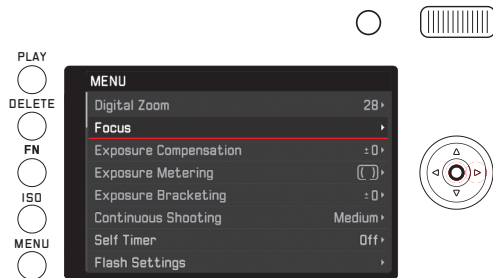 PLAY
DELETE
FN
ISO
MENU
MENU
Digital Zoom 28
Focus
Exposure Compensation ±0
Exposure Metering
Exposure Bracketing ±0
Continuous Shooting Medium
Self Timer Off
Flash Settings